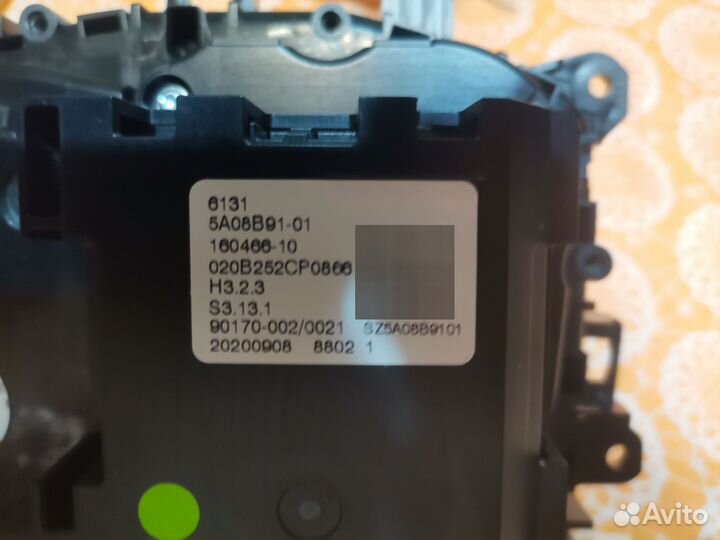 6131
5A08B91-01
160466-10
020B252CP0866
H3.2.3
S3.13.1
90170-002/0021 SZ5A08B9101
20200908 8802 1
Avito